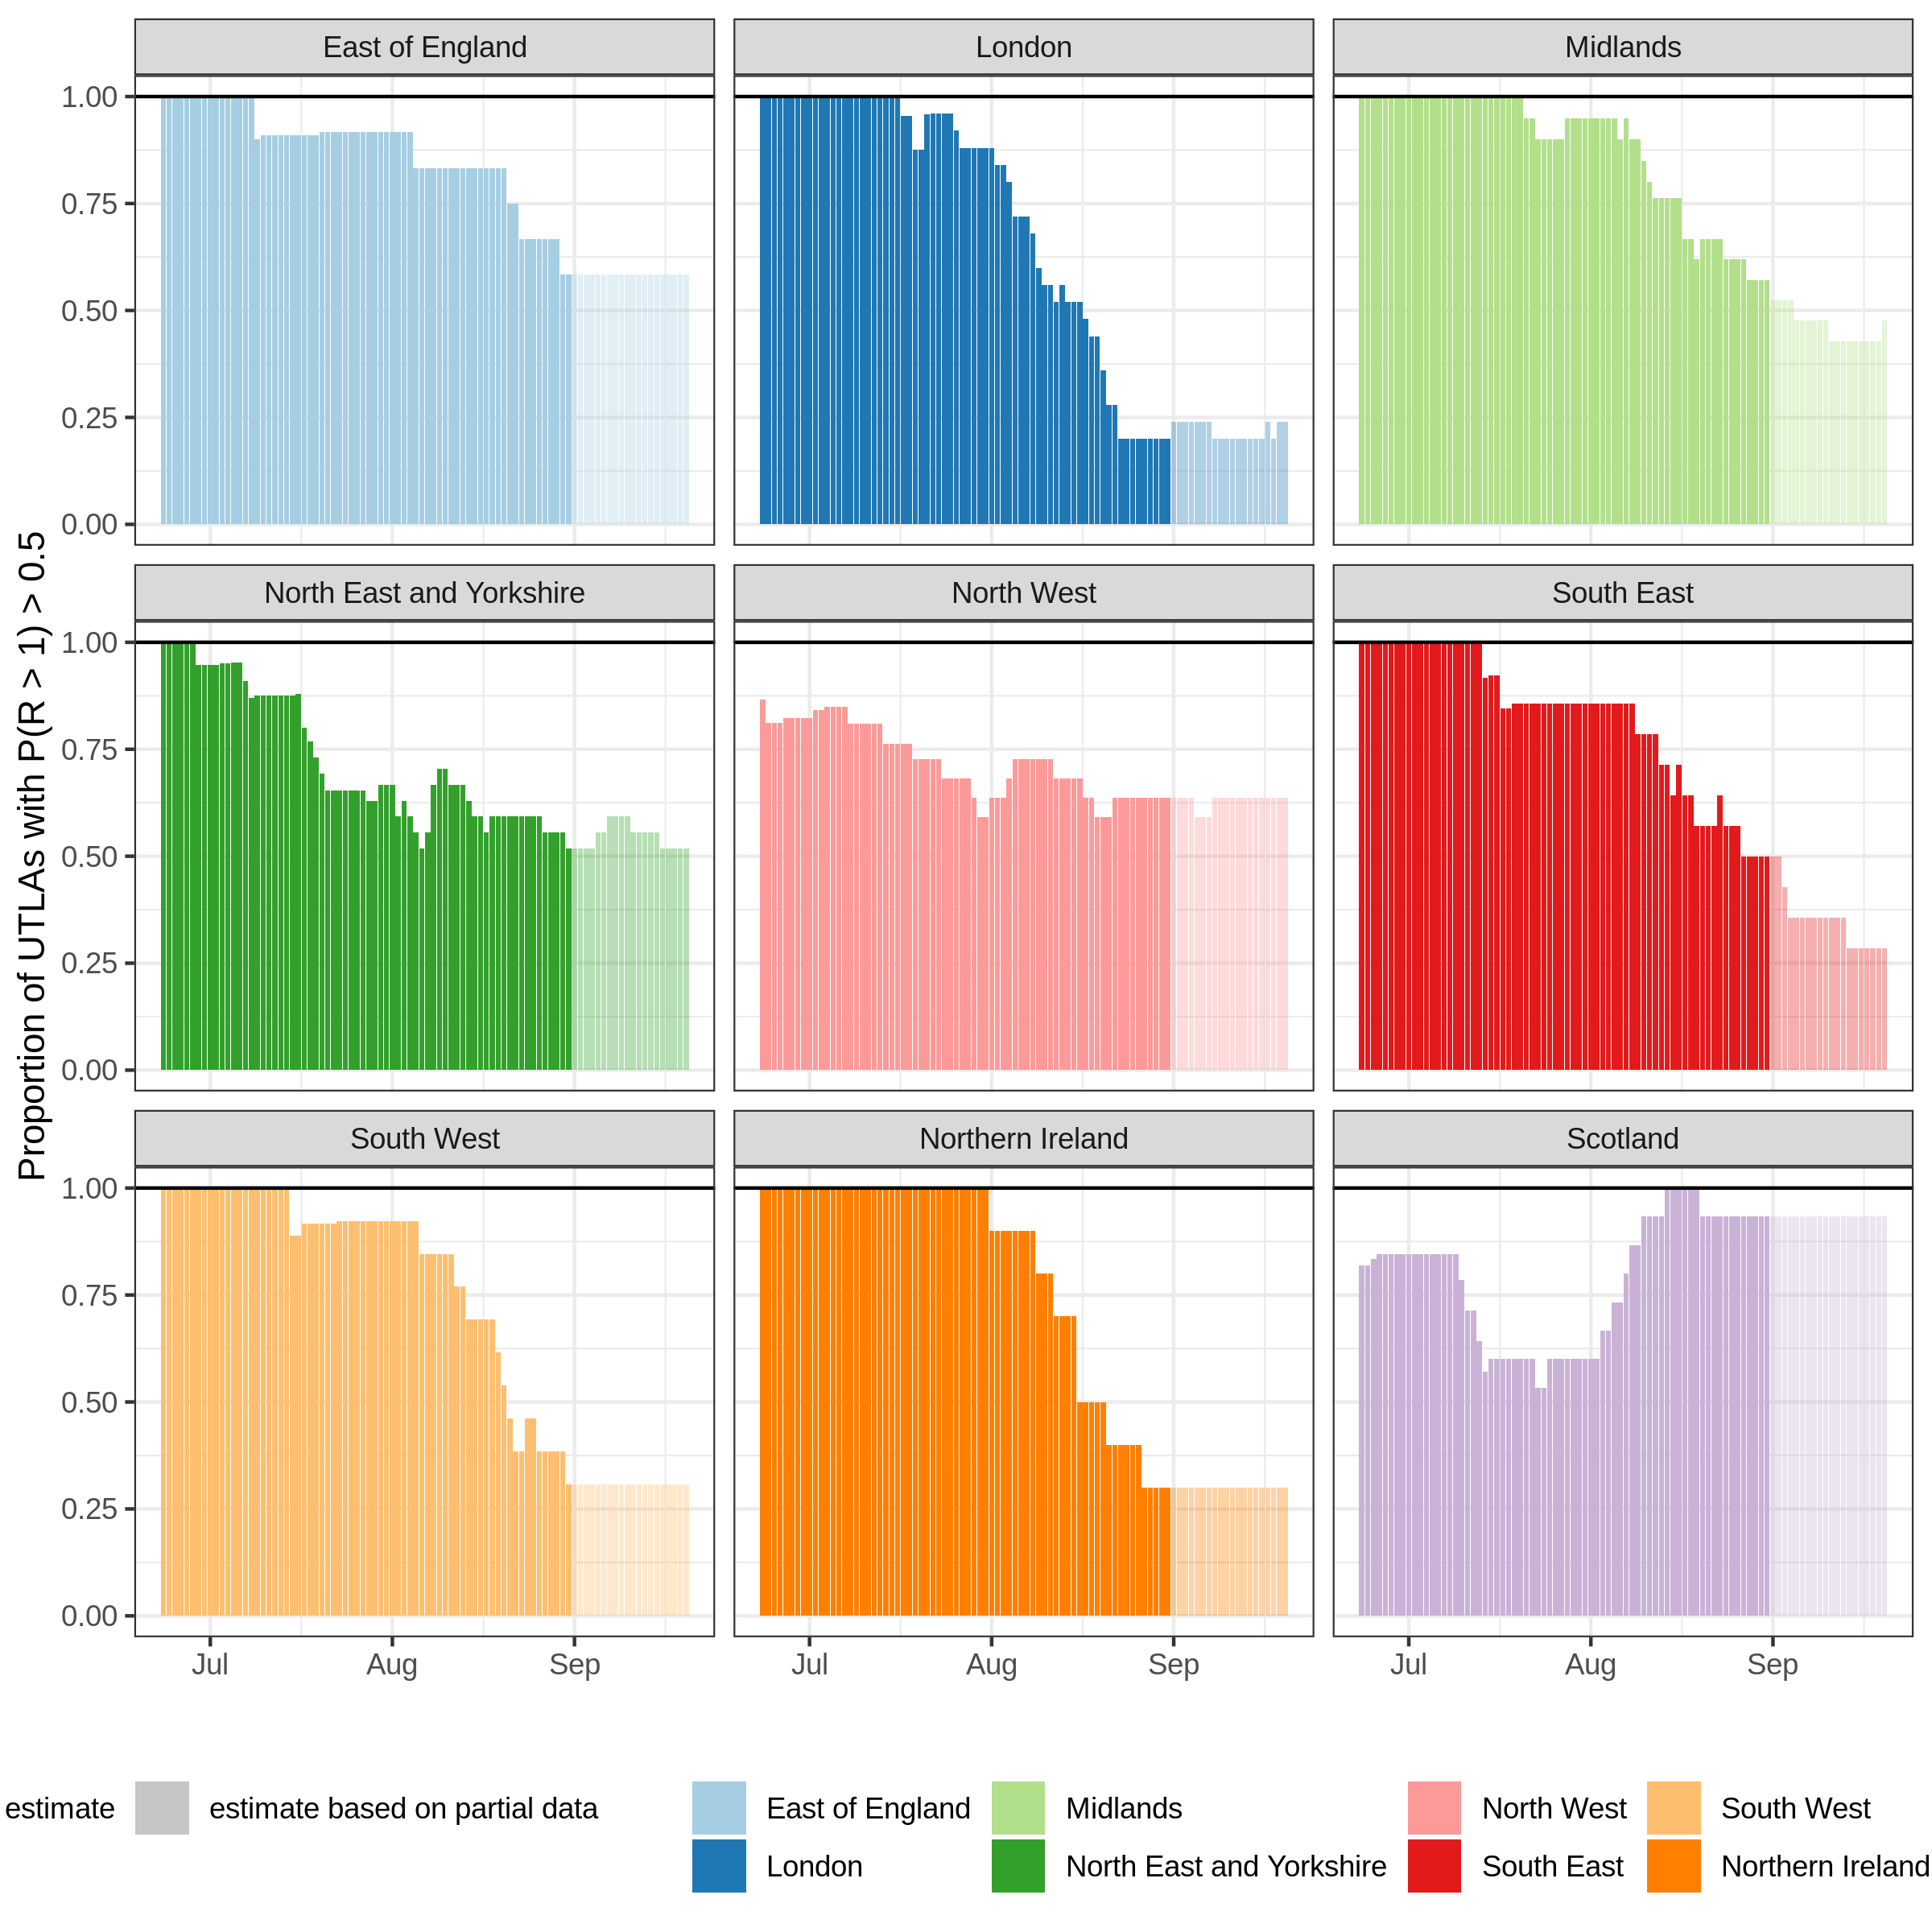 East of England
London
Midlands
1.00
0.75
0.50
0.25
0.00
North East and Yorkshire
North West
South East
1.00
0.75
0.50
0.25
0.00
South West
Northern Ireland
Scotland
1.00
0.75
0.50
0.25
0.00
Jul Aug Sep
Jul Aug Sep
Jul Aug Sep
Proportion of UTLAs with P(R > 1) > 0.5
estimate
estimate based on partial data
East of England
London
Midlands
North East and Yorkshire
North West
South East
South West
Northern Ireland